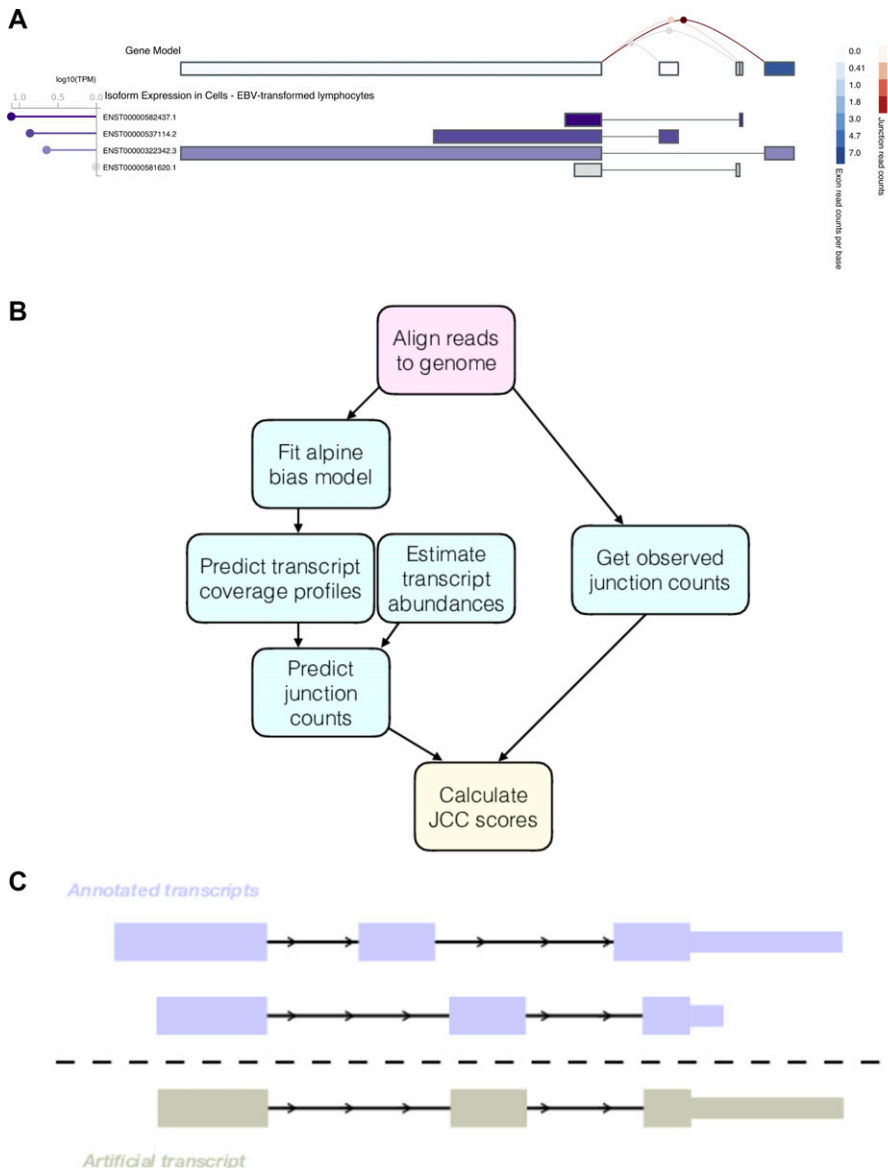 A
Gene Model
log10(TPM)
1.0 0.5 0.0
Isoform Expression in Cells - EBV-transformed lymphocytes
ENST00000582437.1
ENST00000537114.2
ENST00000322342.3
ENST00000581620.1
0.0
0.41
1.0
1.8
3.0
4.7
7.0
Exon read counts per base
Junction read counts
B
Align reads
to genome
Fit alpine
bias model
Predict transcript
coverage profiles
Estimate
transcript
abundances
Get observed
junction counts
Predict
junction
counts
Calculate
JCC scores
C
Annotated transcripts
Artificial transcript